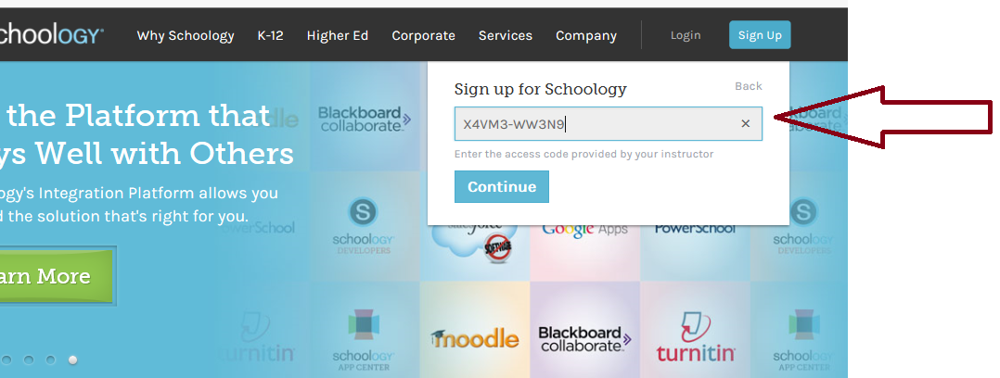 choology
Why Schoology K-12 Higher Ed Corporate Services Company Login Sign Up
the Platform that
ys Well with Others
ogy's Integration Platform allows you
d the solution that's right for you.
arn More
Sign up for Schoology Back
X4VM3-WW3N9 ×
Enter the access code provided by your instructor
Continue
Blackboard
collaborate
board
collaborate
PowerSchool
schoology
DEVELOPERS
SOFTWARE
Google Apps
PowerSchool
schoology
DEVELOPERS
turnitin
schoology
APP CENTER
moodle
Blackboard
collaborate
turnitin
schoology
APP CENTER